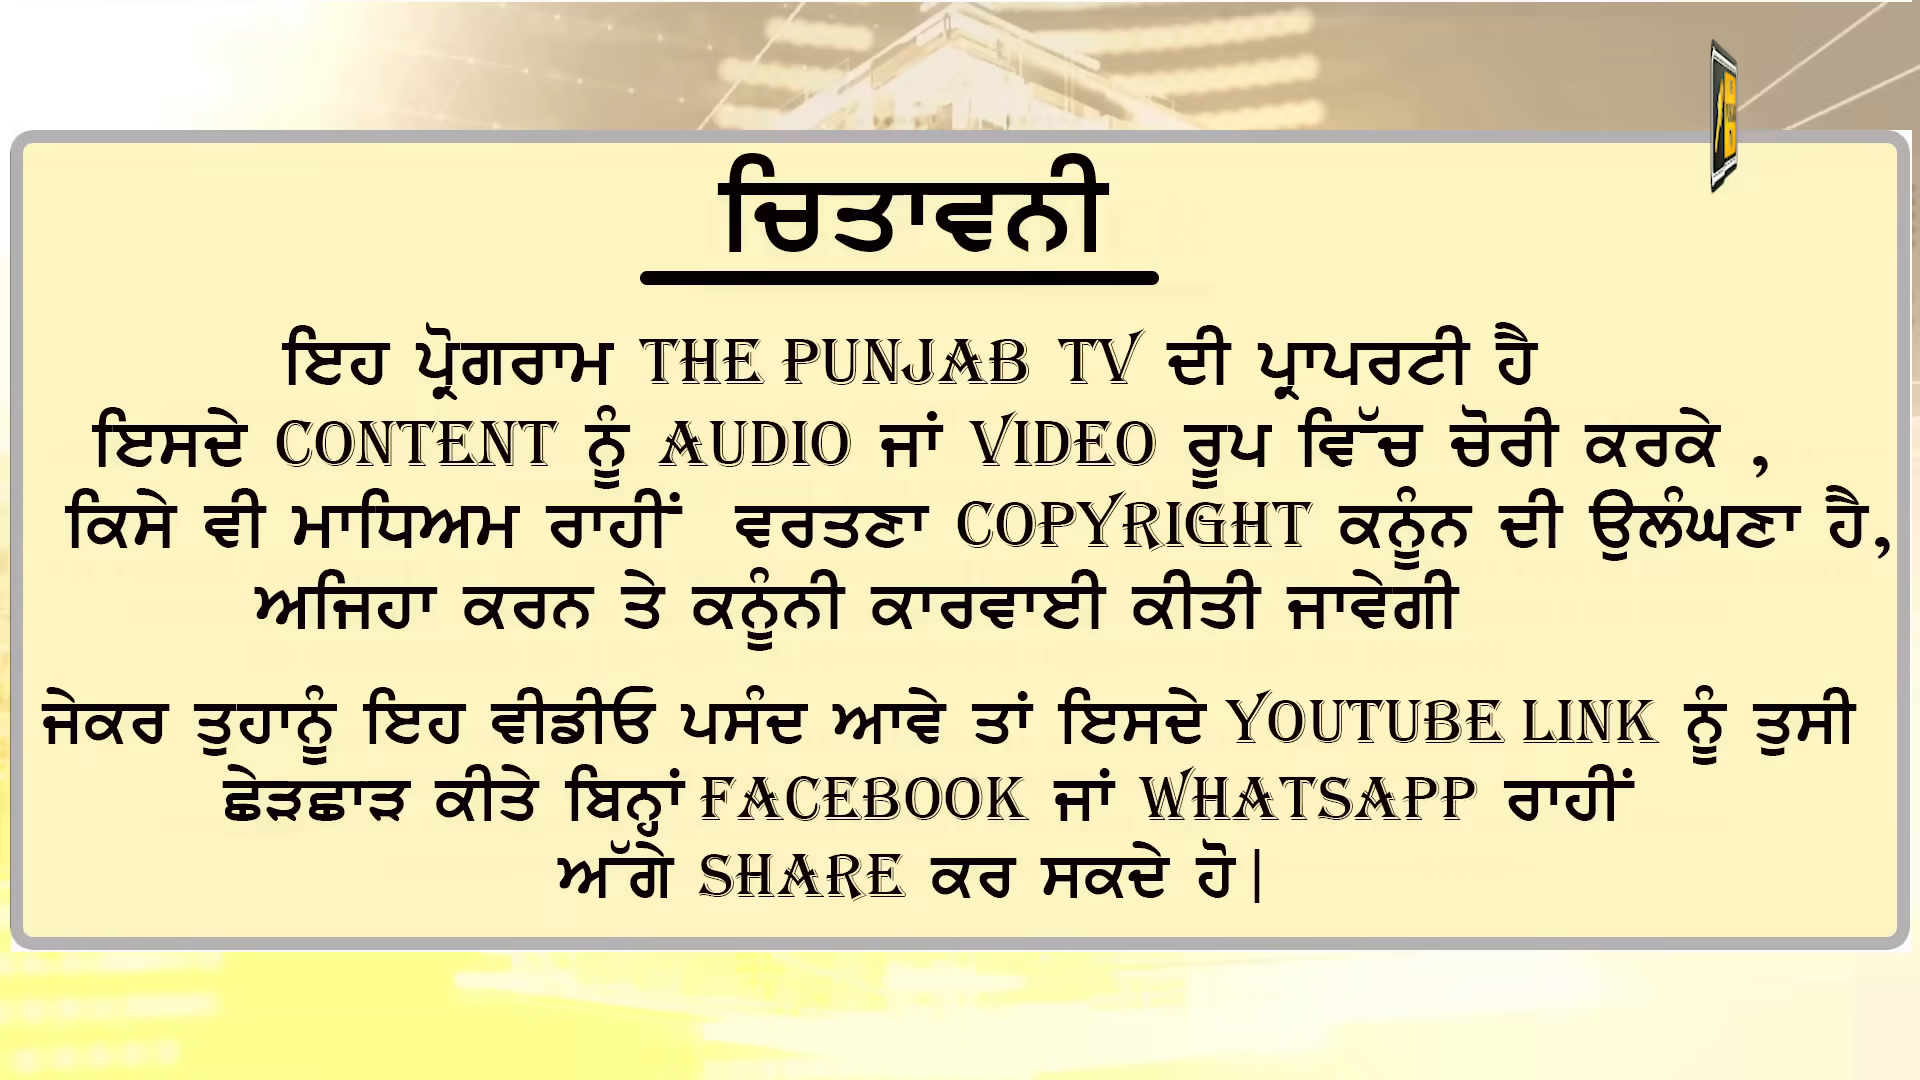 ਚਿਤਾਵਨੀ
ਇਹ ਪ੍ਰੋਗਰਾਮ THE PUNJAB TV ਦੀ ਪ੍ਰਾਪਰਟੀ ਹੈ
ਇਸਦੇ CONTENT ਨੂੰ AUDIO ਜਾਂ VIDEO ਰੂਪ ਵਿੱਚ ਚੋਰੀ ਕਰਕੇ ,
ਕਿਸੇ ਵੀ ਮਾਧਿਅਮ ਰਾਹੀਂ ਵਰਤਣਾ COPYRIGHT ਕਨੂੰਨ ਦੀ ਉਲੰਘਣਾ ਹੈ,
ਅਜਿਹਾ ਕਰਨ ਤੇ ਕਨੂੰਨੀ ਕਾਰਵਾਈ ਕੀਤੀ ਜਾਵੇਗੀ
ਜੇਕਰ ਤੁਹਾਨੂੰ ਇਹ ਵੀਡੀਓ ਪਸੰਦ ਆਵੇ ਤਾਂ ਇਸਦੇ YOUTUBE LINK ਨੂੰ ਤੁਸੀ
ਛੇੜਛਾੜ ਕੀਤੇ ਬਿਨ੍ਹਾਂ FACEBOOK ਜਾਂ WHATSAPP ਰਾਹੀਂ
ਅੱਗੇ SHARE ਕਰ ਸਕਦੇ ਹੋ|